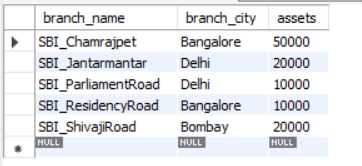 branch_name branch_city assets
SBI_Chamrajpet Bangalore 50000
SBI_Jantarmantar Delhi 20000
SBI_ParliamentRoad Delhi 10000
SBI_ResidencyRoad Bangalore 10000
SBI_ShivajiRoad Bombay 20000
NULL NULL NULL